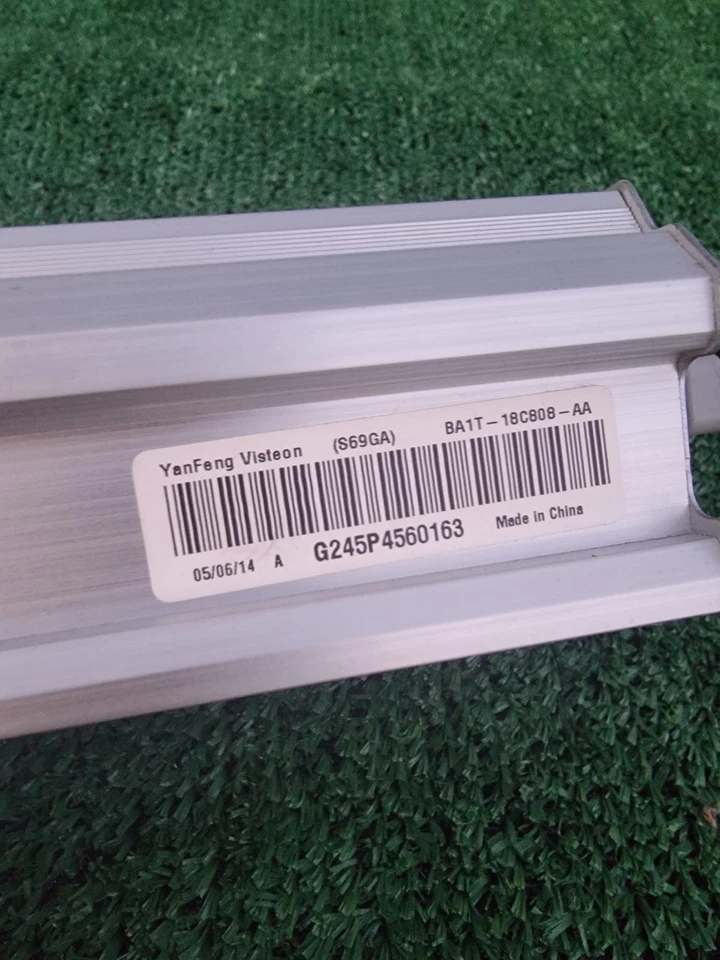 YanFeng Visteon (S69GA) BA1T-18C808-AA
05/06/14 A G245P4560163 Made in China